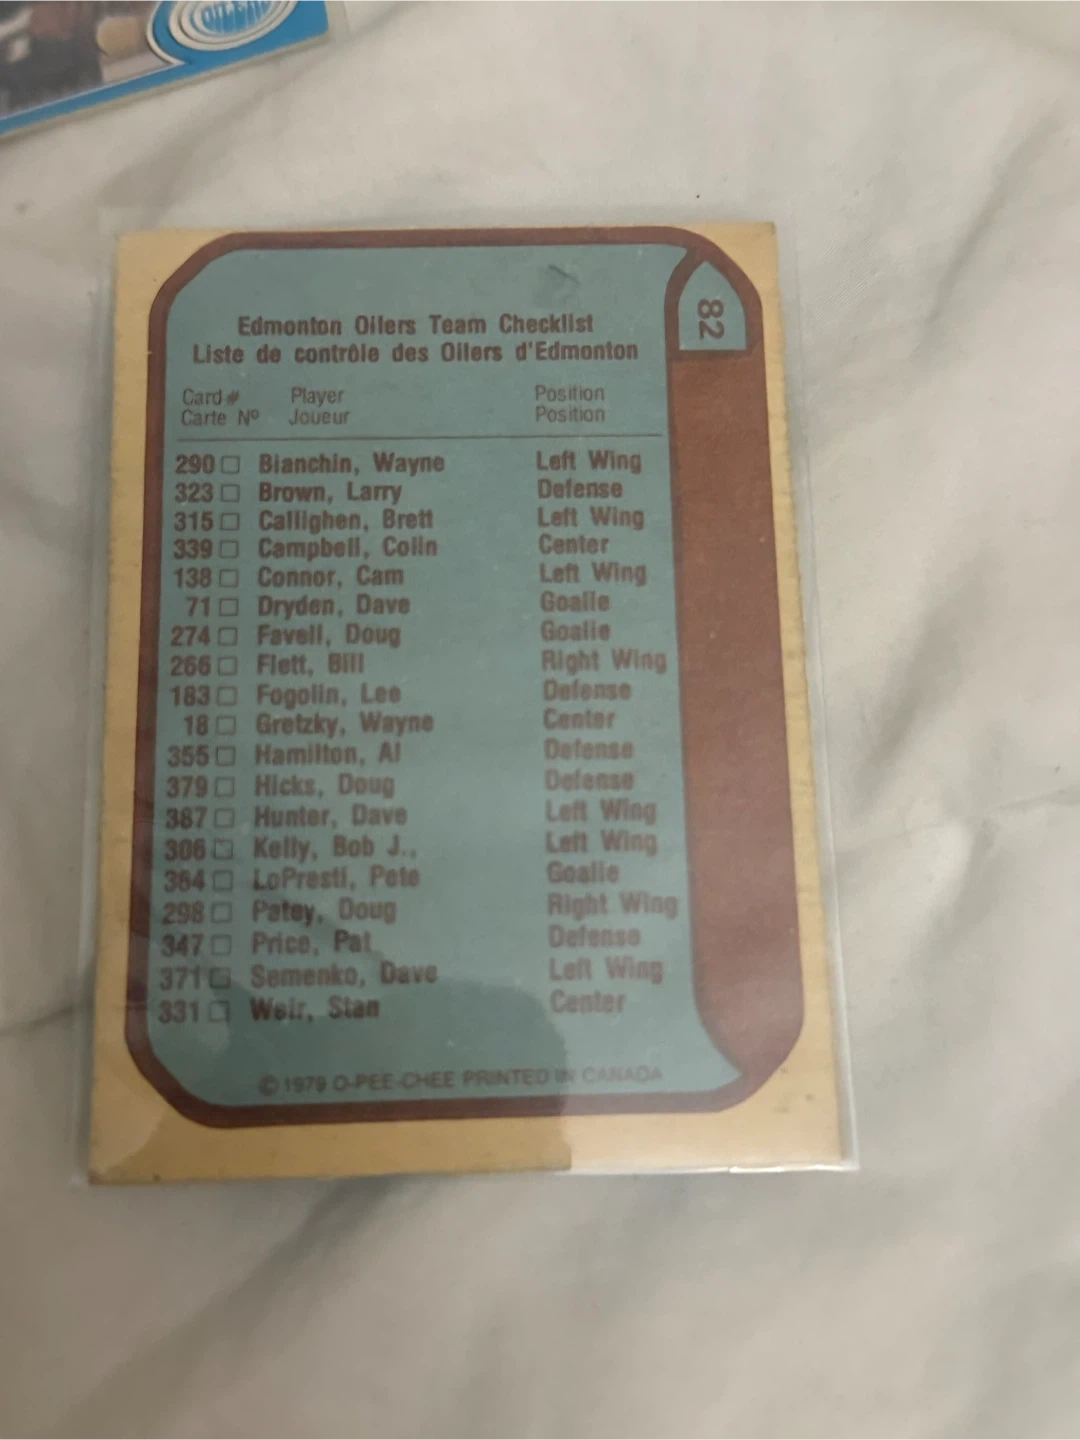 OILERS
82
Edmonton Oilers Team Checklist
Liste de contrôle des Oilers d'Edmonton
Card # Player Position
Carte Nº Joueur Position
290 □ Bianchin, Wayne Left Wing
323 □ Brown, Larry Defense
315 □ Callighen, Brett Left Wing
339 □ Campbell, Colin Center
138 □ Connor, Cam Left Wing
71 □ Dryden, Dave Goalie
274 □ Favell, Doug Goalie
266 □ Flett, Bill Right Wing
183 □ Fogolin, Lee Defense
18 □ Gretzky, Wayne Center
355 □ Hamilton, Al Defense
379 □ Hicks, Doug Defense
387 □ Hunter, Dave Left Wing
306 □ Kelly, Bob J., Left Wing
364 □ LoPresti, Pete Goalie
298 □ Patey, Doug Right Wing
347 □ Price, Pat Defense
371 □ Semenko, Dave Left Wing
331 □ Weir, Stan Center
© 1979 O-PEE-CHEE PRINTED IN CANADA